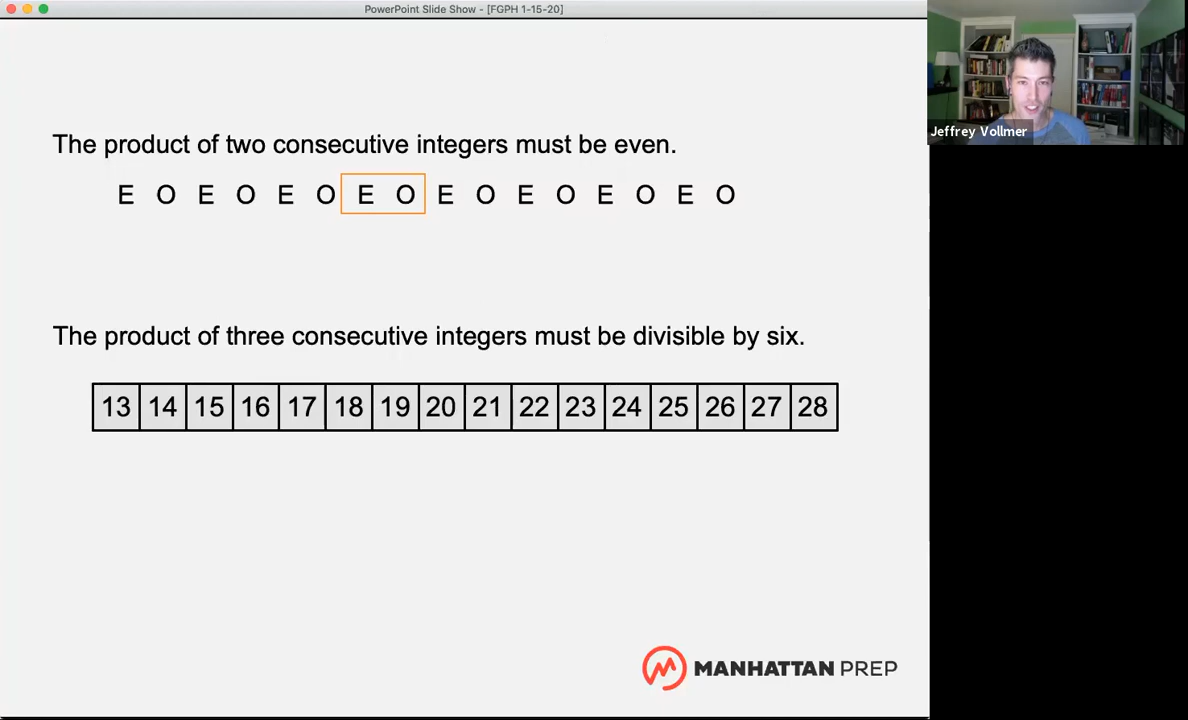 PowerPoint Slide Show - [FGPH 1-15-20]
Jeffrey Vollmer
The product of two consecutive integers must be even.
E O E O E O E O E O E O E O E O
The product of three consecutive integers must be divisible by six.
13 14 15 16 17 18 19 20 21 22 23 24 25 26 27 28
MANHATTAN PREP